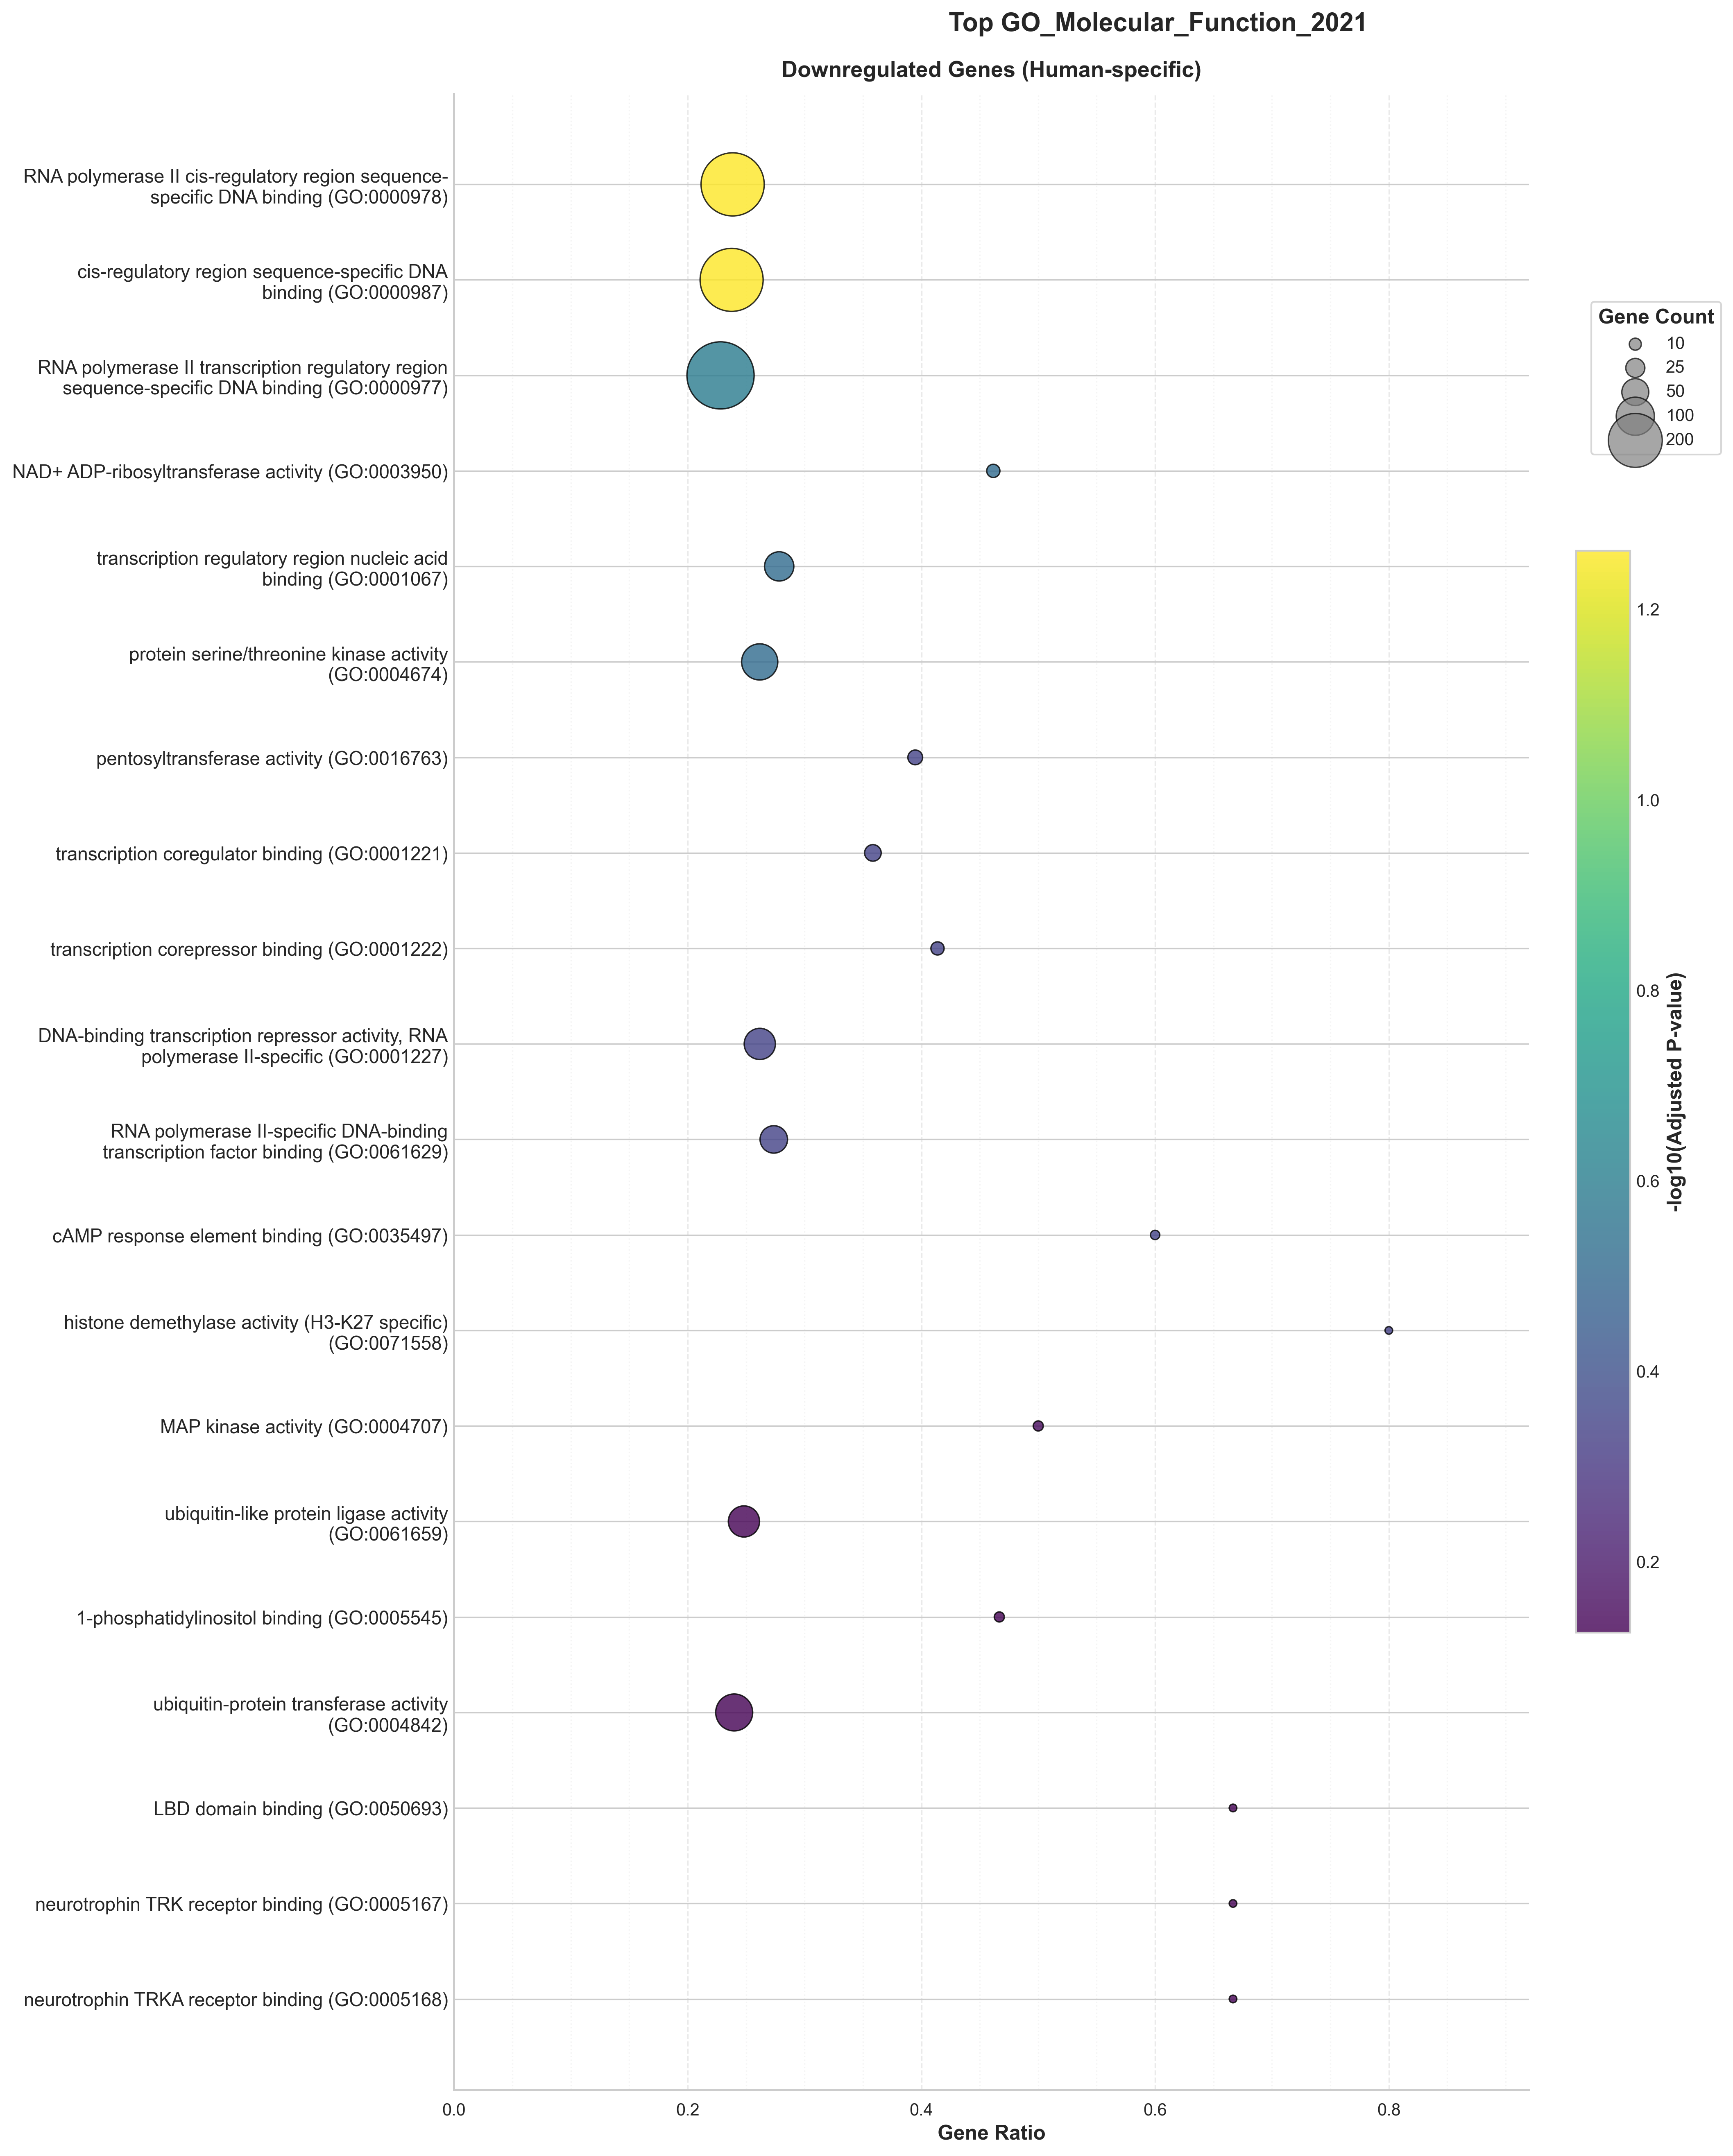 Top GO_Molecular_Function_2021
Downregulated Genes (Human-specific)
RNA polymerase II cis-regulatory region sequence-
specific DNA binding (GO:0000978)
cis-regulatory region sequence-specific DNA
binding (GO:0000987)
RNA polymerase II transcription regulatory region
sequence-specific DNA binding (GO:0000977)
NAD+ ADP-ribosyltransferase activity (GO:0003950)
transcription regulatory region nucleic acid
binding (GO:0001067)
protein serine/threonine kinase activity
(GO:0004674)
pentosyltransferase activity (GO:0016763)
transcription coregulator binding (GO:0001221)
transcription corepressor binding (GO:0001222)
DNA-binding transcription repressor activity, RNA
polymerase II-specific (GO:0001227)
RNA polymerase II-specific DNA-binding
transcription factor binding (GO:0061629)
cAMP response element binding (GO:0035497)
histone demethylase activity (H3-K27 specific)
(GO:0071558)
MAP kinase activity (GO:0004707)
ubiquitin-like protein ligase activity
(GO:0061659)
1-phosphatidylinositol binding (GO:0005545)
ubiquitin-protein transferase activity
(GO:0004842)
LBD domain binding (GO:0050693)
neurotrophin TRK receptor binding (GO:0005167)
neurotrophin TRKA receptor binding (GO:0005168)
0.0
0.2
0.4
0.6
0.8
Gene Ratio
Gene Count
10
25
50
100
200
1.2
1.0
0.8
0.6
0.4
0.2
-log10(Adjusted P-value)